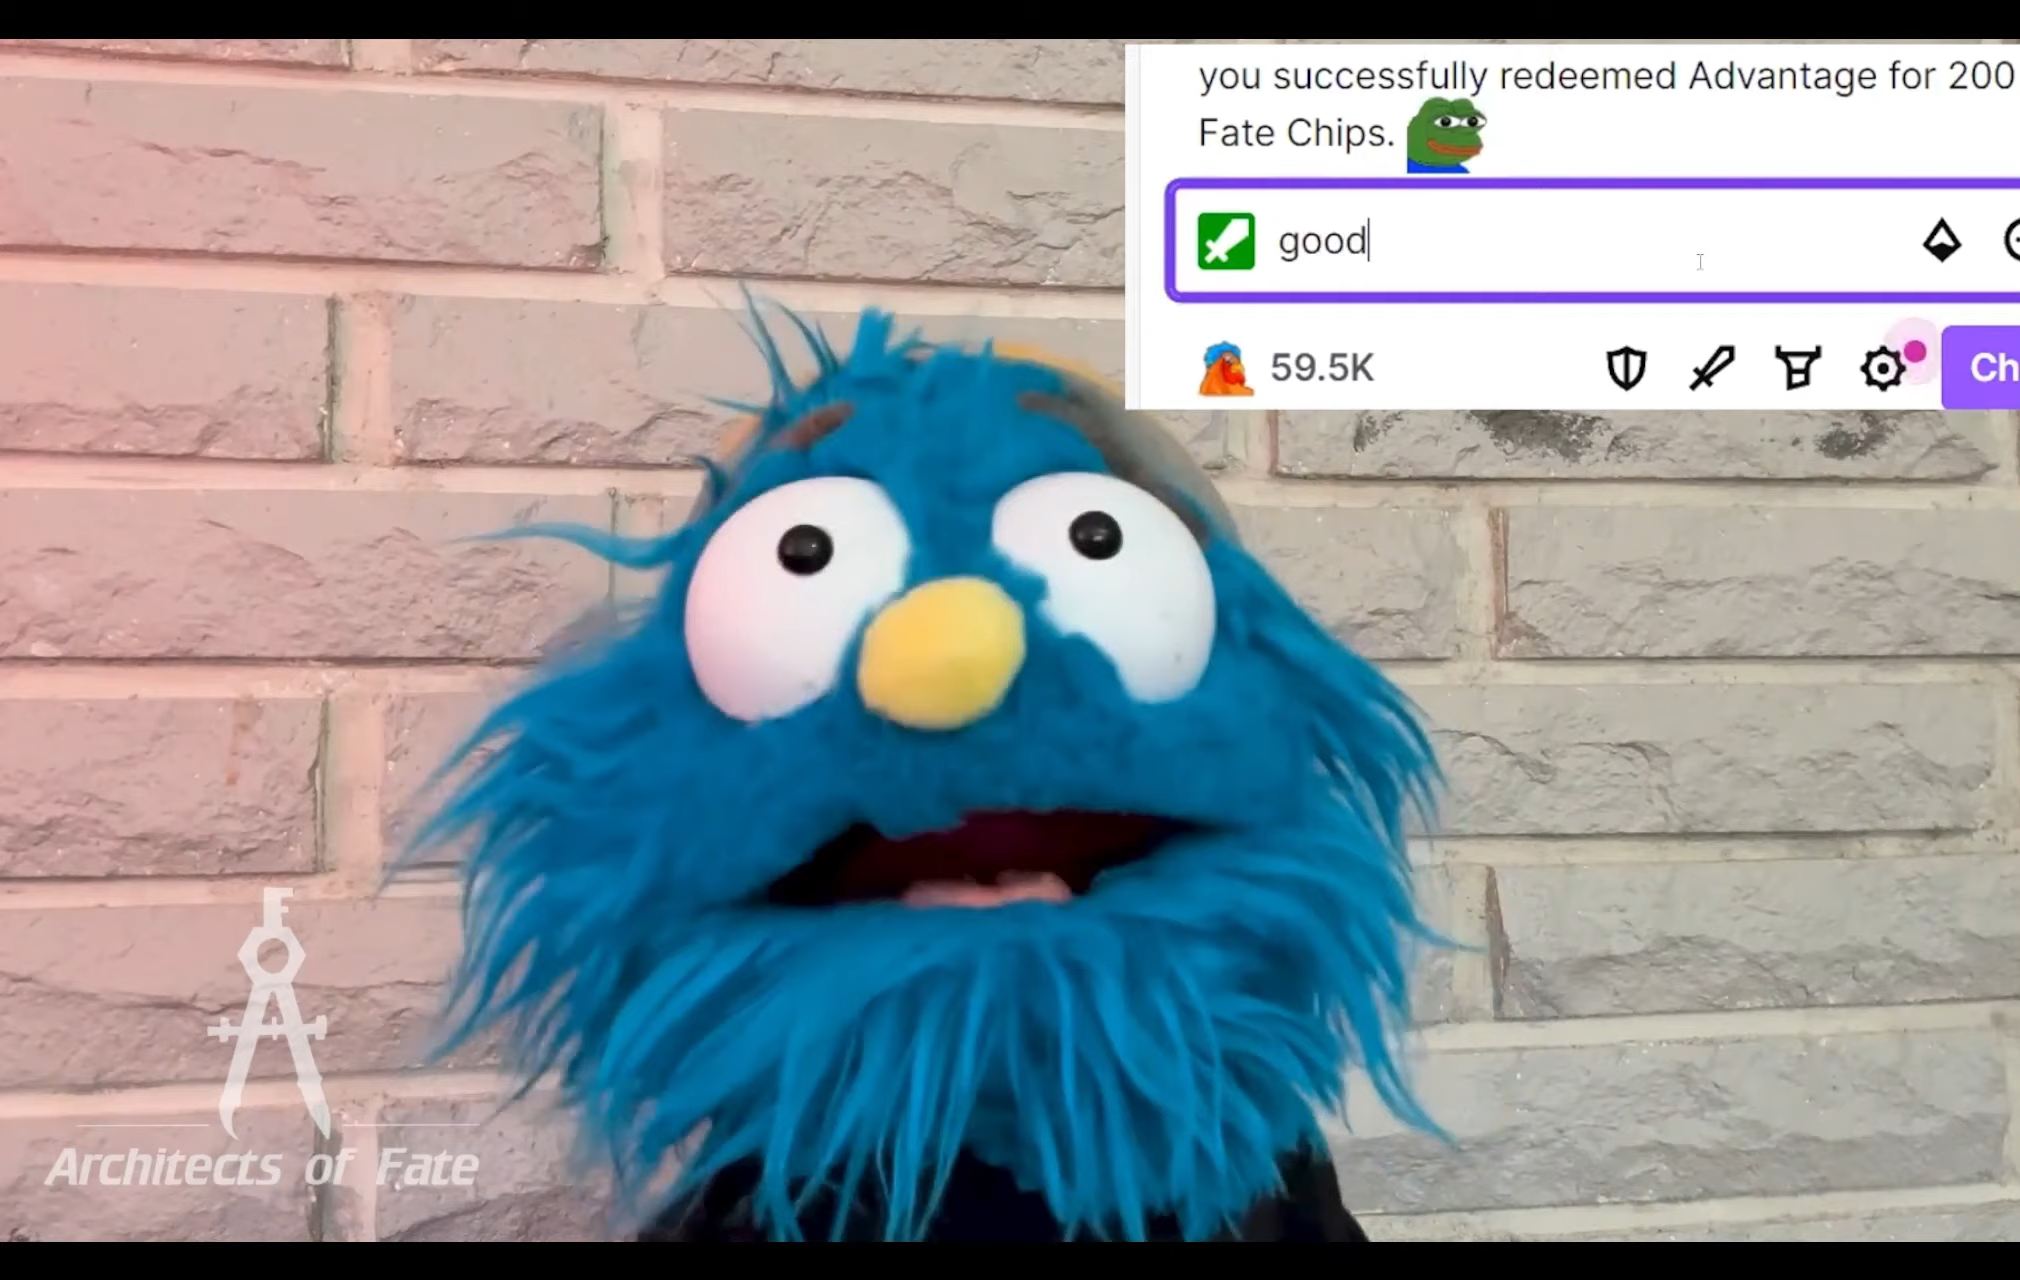 you successfully redeemed Advantage for 200
Fate Chips.
good
59.5K
Ch
Architects of Fate